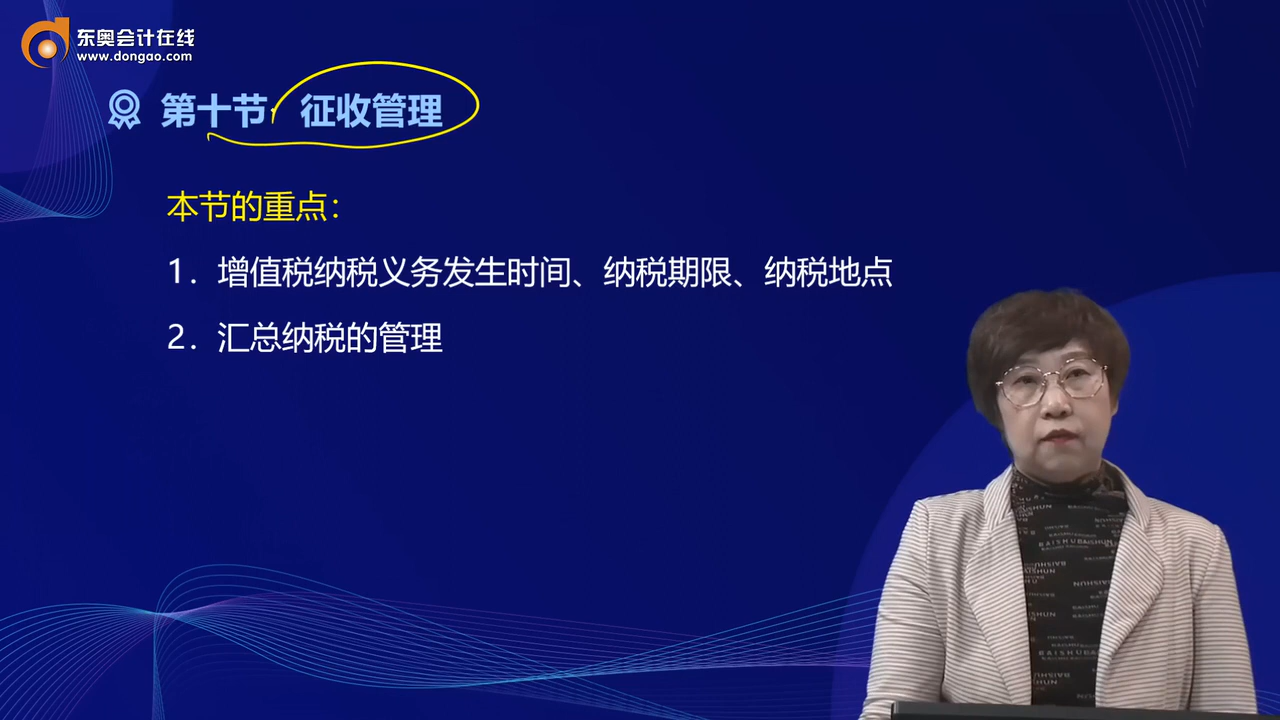 东奥会计在线
www.dongao.com
第十节 征收管理
本节的重点：
1．增值税纳税义务发生时间、纳税期限、纳税地点
2．汇总纳税的管理
BAISHUN